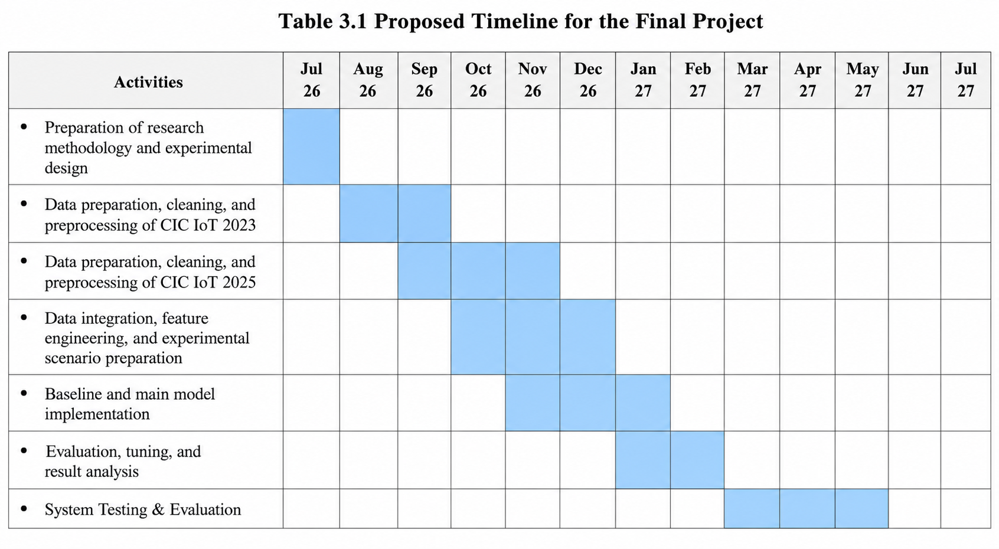 Table 3.1 Proposed Timeline for the Final Project
Activities
Jul
26
Aug
26
Sep
26
Oct
26
Nov
26
Dec
26
Jan
27
Feb
27
Mar
27
Apr
27
May
27
Jun
27
Jul
27
• Preparation of research
methodology and experimental
design
• Data preparation, cleaning, and
preprocessing of CIC IoT 2023
• Data preparation, cleaning, and
preprocessing of CIC IoT 2025
• Data integration, feature
engineering, and experimental
scenario preparation
• Baseline and main model
implementation
• Evaluation, tuning, and
result analysis
• System Testing & Evaluation